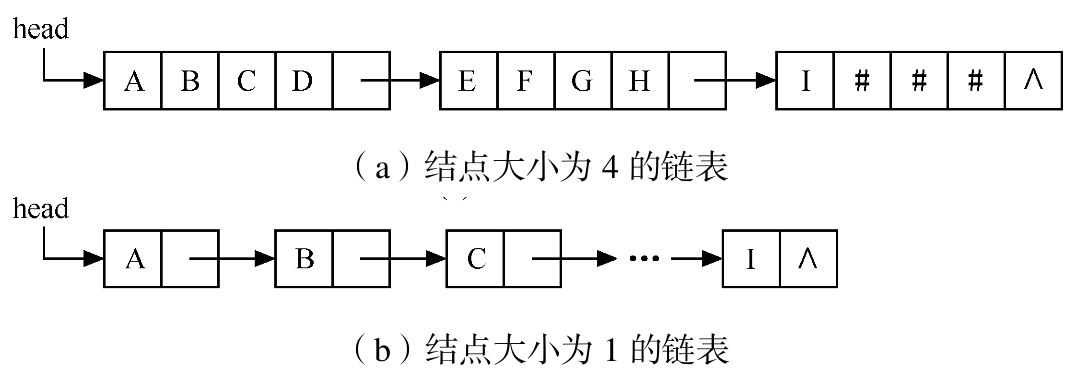 head
A B C D E F G H I # # # ∧
（a）结点大小为 4 的链表
head
A B C ··· I ∧
（b）结点大小为 1 的链表